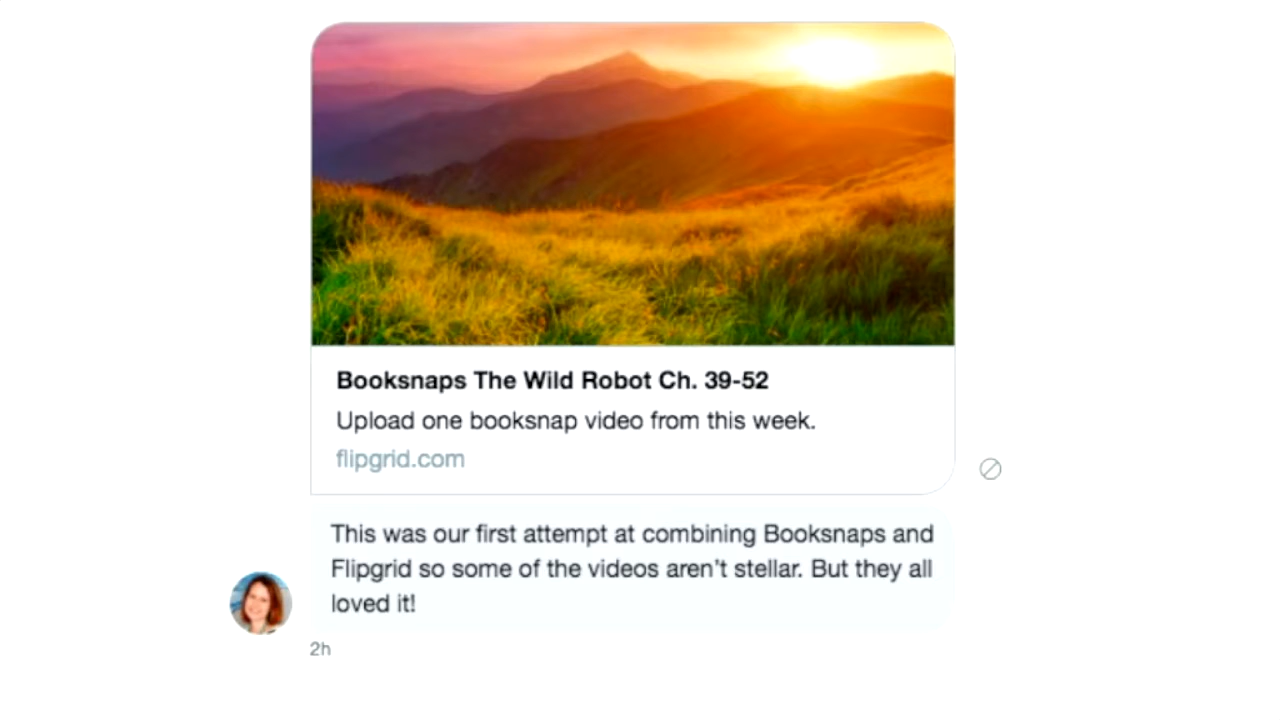 Booksnaps The Wild Robot Ch. 39-52
Upload one booksnap video from this week.
flipgrid.com
This was our first attempt at combining Booksnaps and
Flipgrid so some of the videos aren't stellar. But they all
loved it!
2h